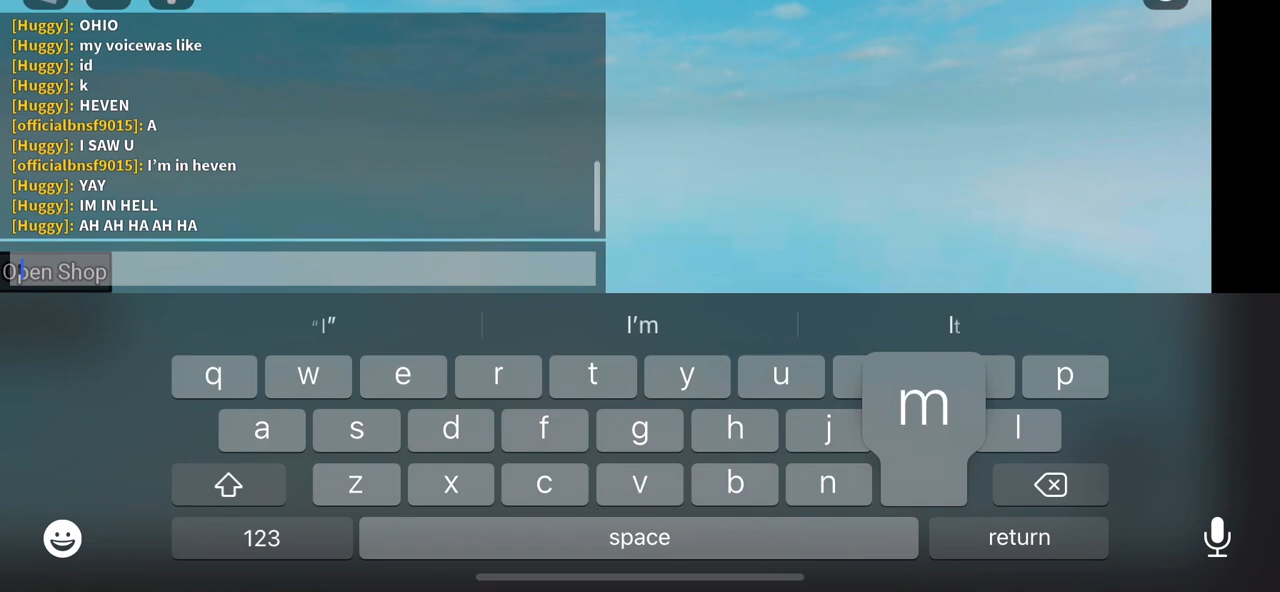 [Huggy]: OHIO
[Huggy]: my voicewas like
[Huggy]: id
[Huggy]: k
[Huggy]: HEVEN
[officialbnsf9015]: A
[Huggy]: I SAW U
[officialbnsf9015]: I’m in heven
[Huggy]: YAY
[Huggy]: IM IN HELL
[Huggy]: AH AH HA AH HA
Open Shop
“I” I’m It
q w e r t y u p
a s d f g h j l
z x c v b n m
123 space return